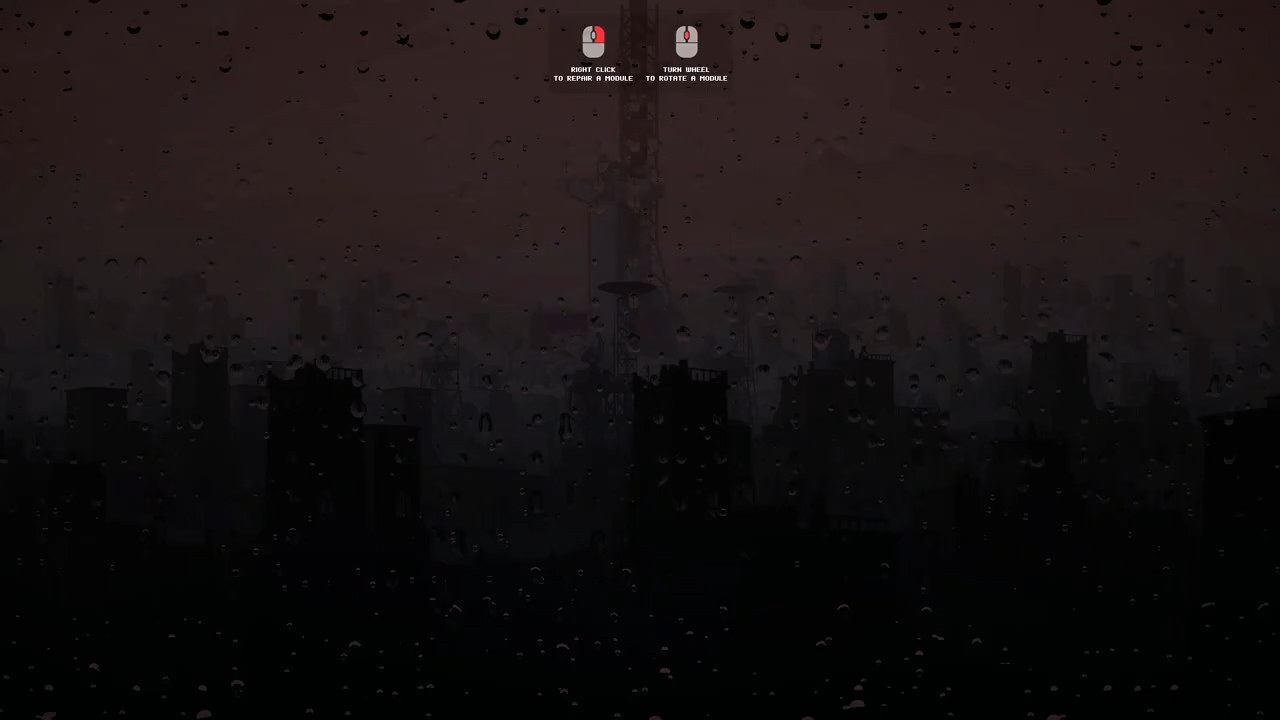 RIGHT CLICK
TO REPAIR A MODULE
TURN WHEEL
TO ROTATE A MODULE